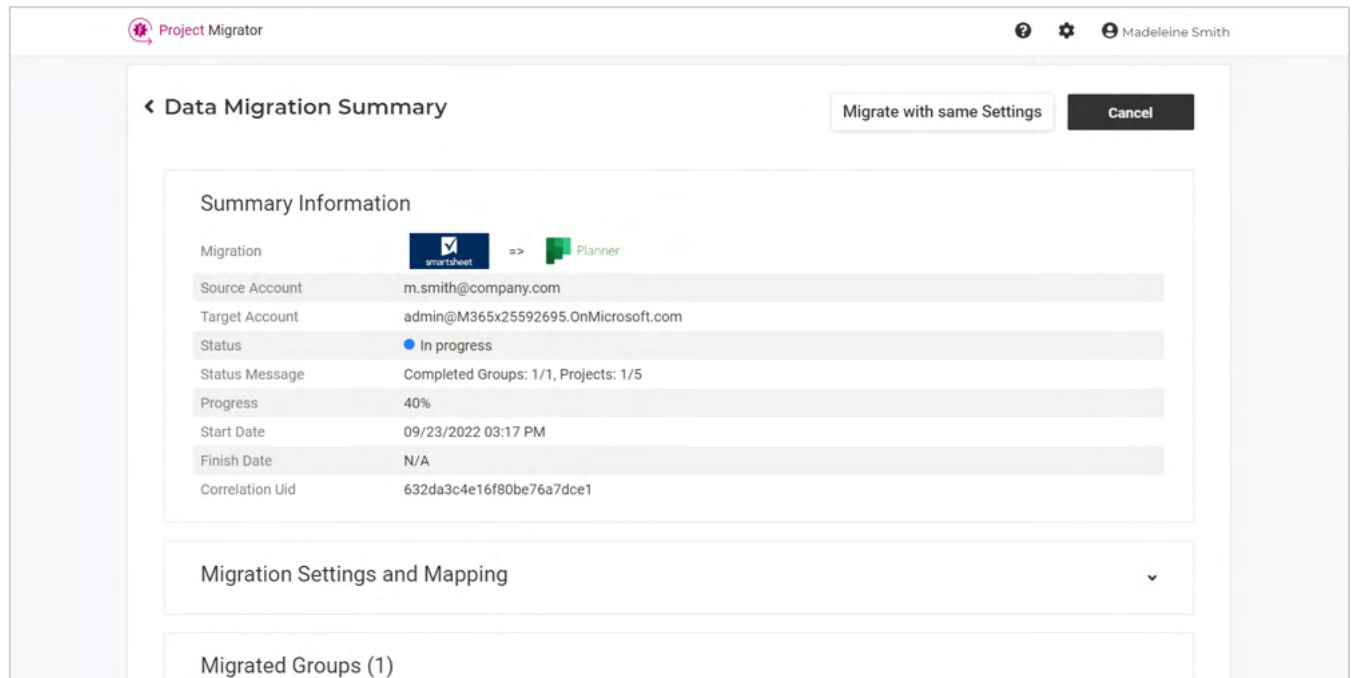 Project Migrator
Madeleine Smith
Data Migration Summary
Migrate with same Settings
Cancel
Summary Information
Migration
smartsheet
=>
Planner
Source Account m.smith@company.com
Target Account admin@M365x25592695.OnMicrosoft.com
Status In progress
Status Message Completed Groups: 1/1, Projects: 1/5
Progress 40%
Start Date 09/23/2022 03:17 PM
Finish Date N/A
Correlation Uid 632da3c4e16f80be76a7dce1
Migration Settings and Mapping
Migrated Groups (1)